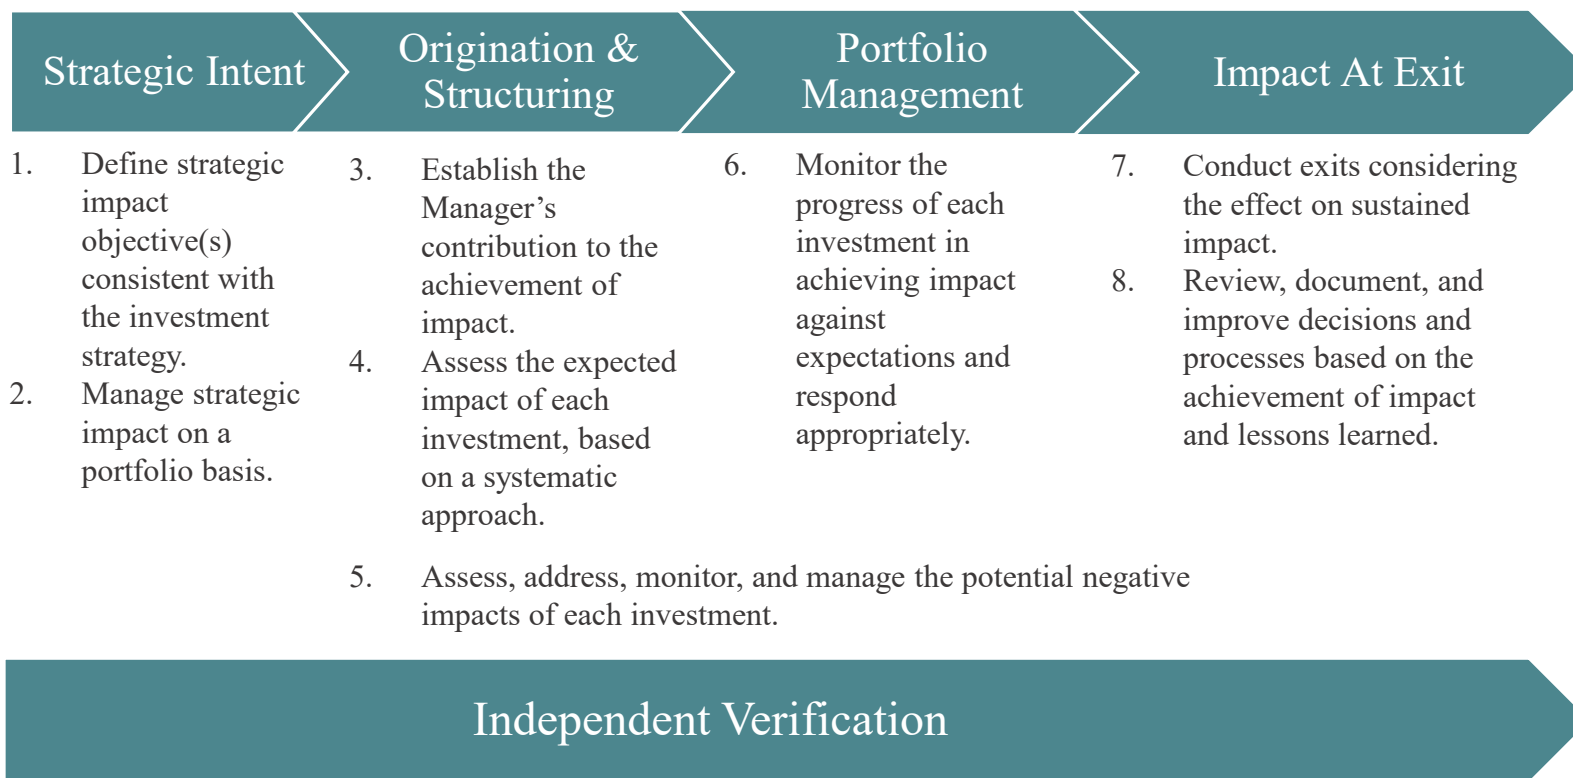 Strategic Intent
Origination &
Structuring
Portfolio
Management
Impact At Exit
1. Define strategic
impact
objective(s)
consistent with
the investment
strategy.
2. Manage strategic
impact on a
portfolio basis.
3. Establish the
Manager’s
contribution to the
achievement of
impact.
4. Assess the expected
impact of each
investment, based
on a systematic
approach.
5. Assess, address, monitor, and manage the potential negative
impacts of each investment.
6. Monitor the
progress of each
investment in
achieving impact
against
expectations and
respond
appropriately.
7. Conduct exits considering
the effect on sustained
impact.
8. Review, document, and
improve decisions and
processes based on the
achievement of impact
and lessons learned.
Independent Verification